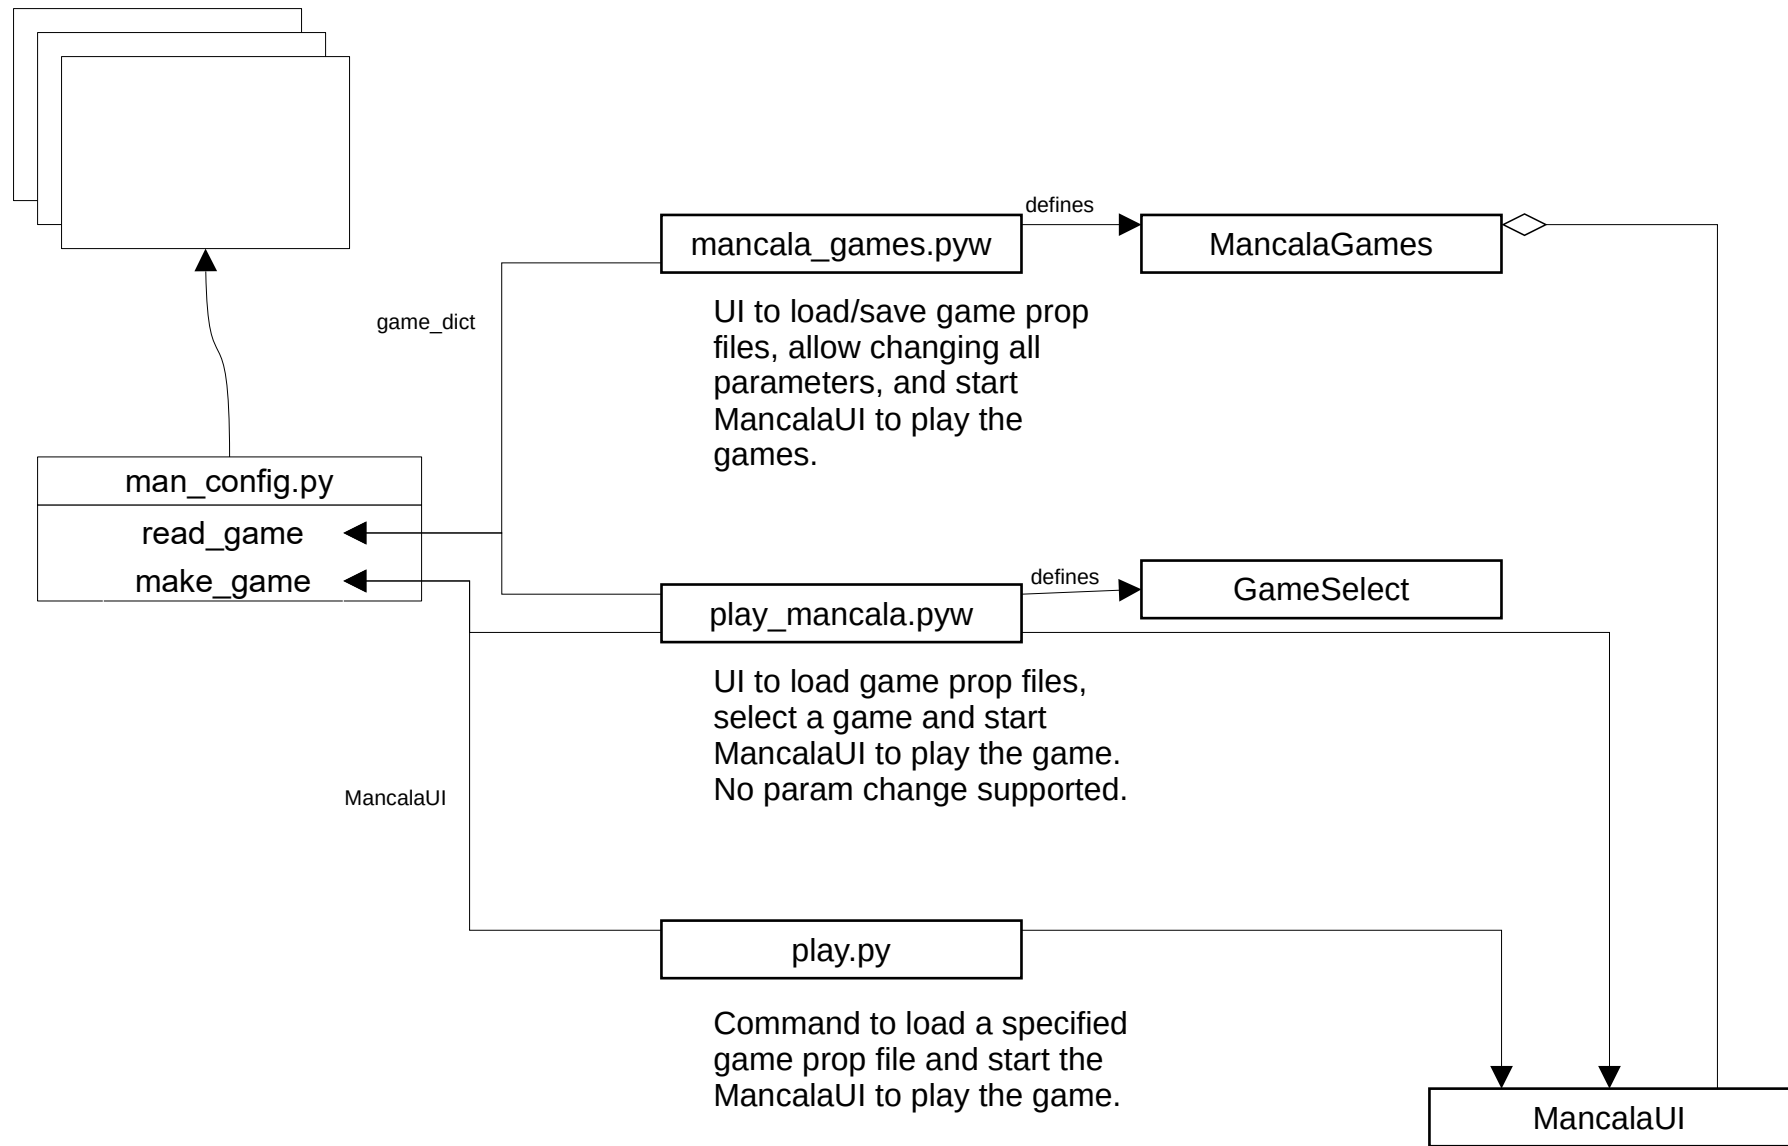 defines
mancala_games.pyw
MancalaGames
UI to load/save game prop
files, allow changing all
parameters, and start
MancalaUI to play the
games.
game_dict
man_config.py
read_game
make_game
defines
play_mancala.pyw
GameSelect
UI to load game prop files,
select a game and start
MancalaUI to play the game.
No param change supported.
MancalaUI
play.py
Command to load a specified
game prop file and start the
MancalaUI to play the game.
MancalaUI